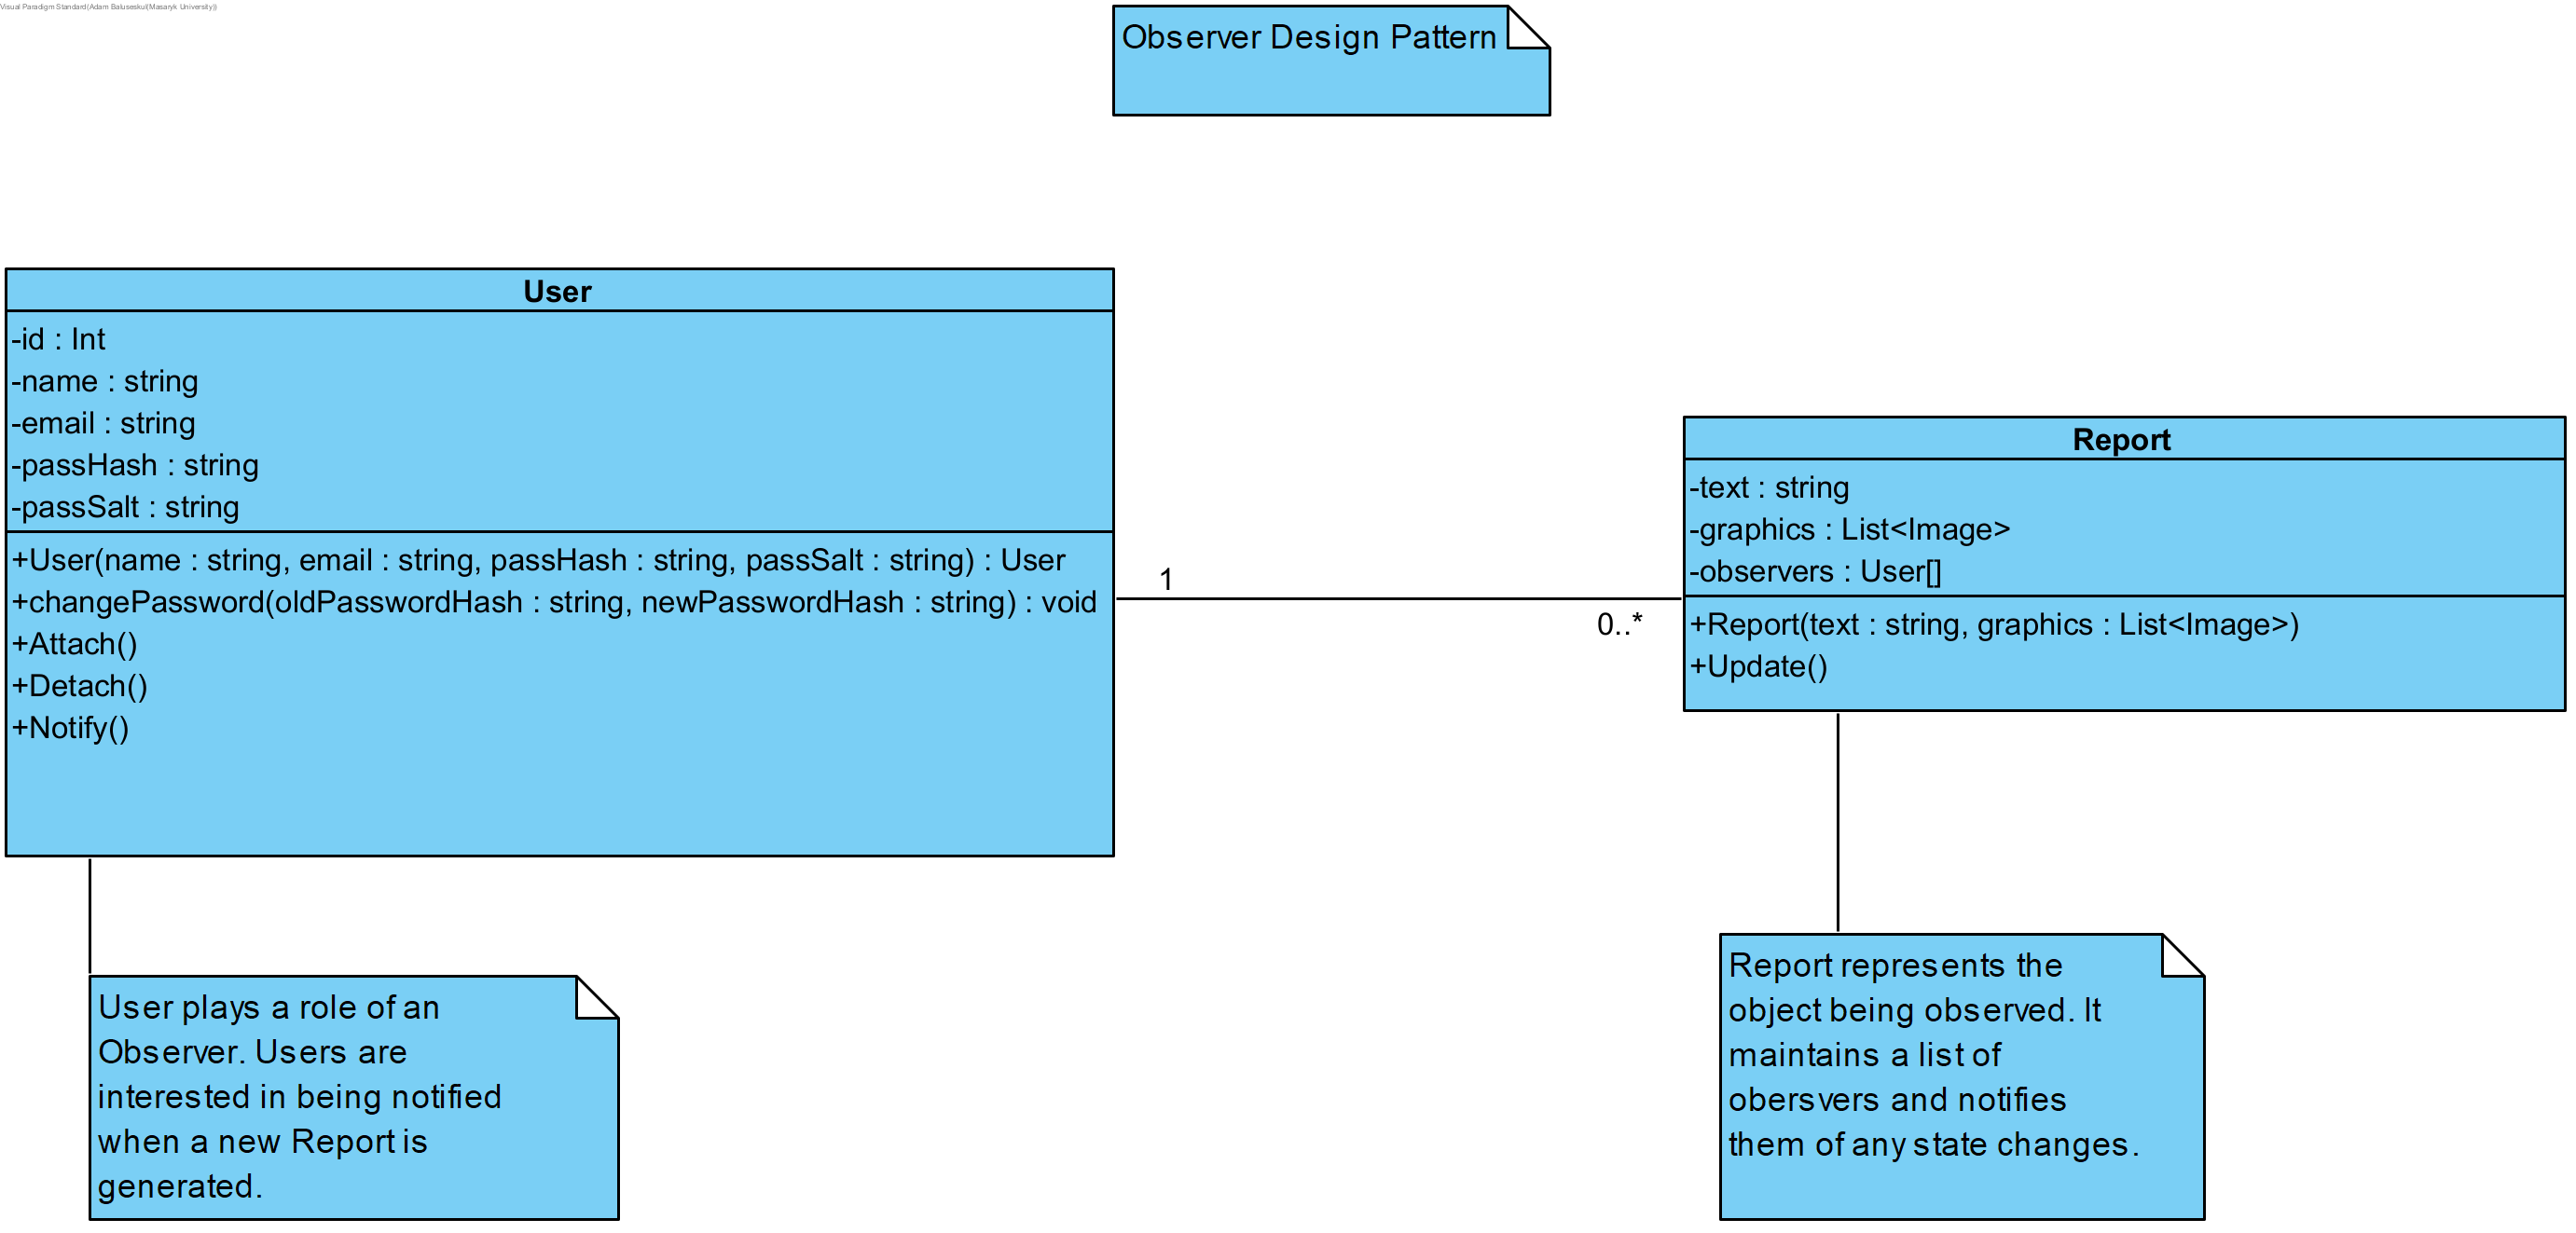 Visual Paradigm Standard(Adam Baluseskul(Masaryk University))
Observer Design Pattern
User
-id : Int
-name : string
-email : string
-passHash : string
-passSalt : string
+User(name : string, email : string, passHash : string, passSalt : string) : User
+changePassword(oldPasswordHash : string, newPasswordHash : string) : void
+Attach()
+Detach()
+Notify()
1
0..*
Report
-text : string
-graphics : List<Image>
-observers : User[]
+Report(text : string, graphics : List<Image>)
+Update()
User plays a role of an
Observer. Users are
interested in being notified
when a new Report is
generated.
Report represents the
object being observed. It
maintains a list of
obersvers and notifies
them of any state changes.